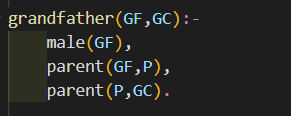 grandfather(GF,GC):-
    male(GF),
    parent(GF,P),
    parent(P,GC).